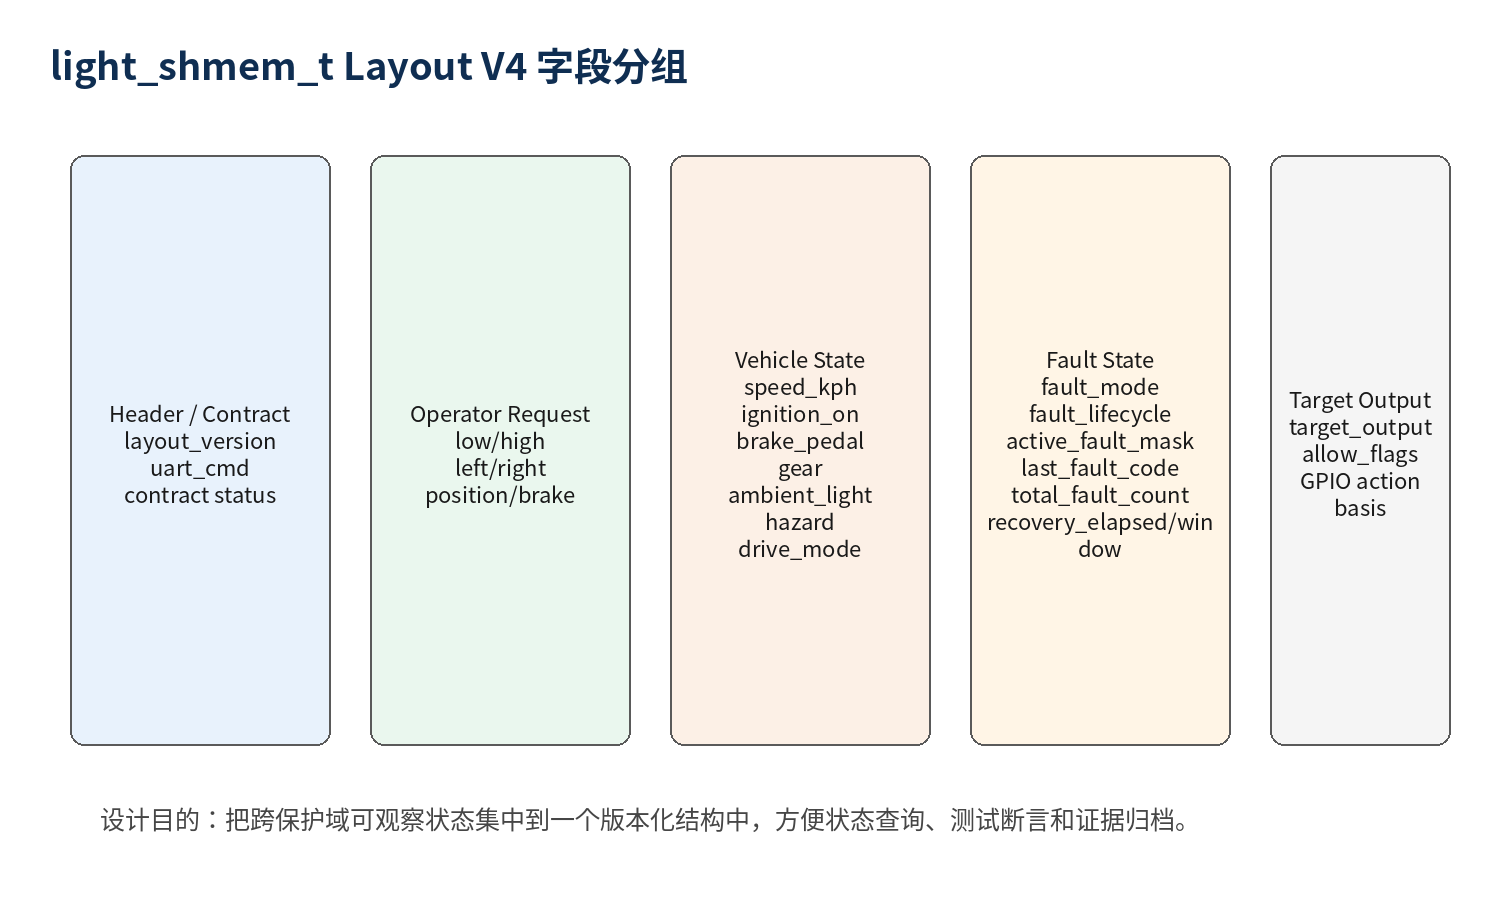 light_shmem_t Layout V4 字段分组
Header / Contract
layout_version
uart_cmd
contract status
Operator Request
low/high
left/right
position/brake
Vehicle State
speed_kph
ignition_on
brake_pedal
gear
ambient_light
hazard
drive_mode
Fault State
fault_mode
fault_lifecycle
active_fault_mask
last_fault_code
total_fault_count
recovery_elapsed/win
dow
Target Output
target_output
allow_flags
GPIO action
basis
设计目的：把跨保护域可观察状态集中到一个版本化结构中，方便状态查询、测试断言和证据归档。